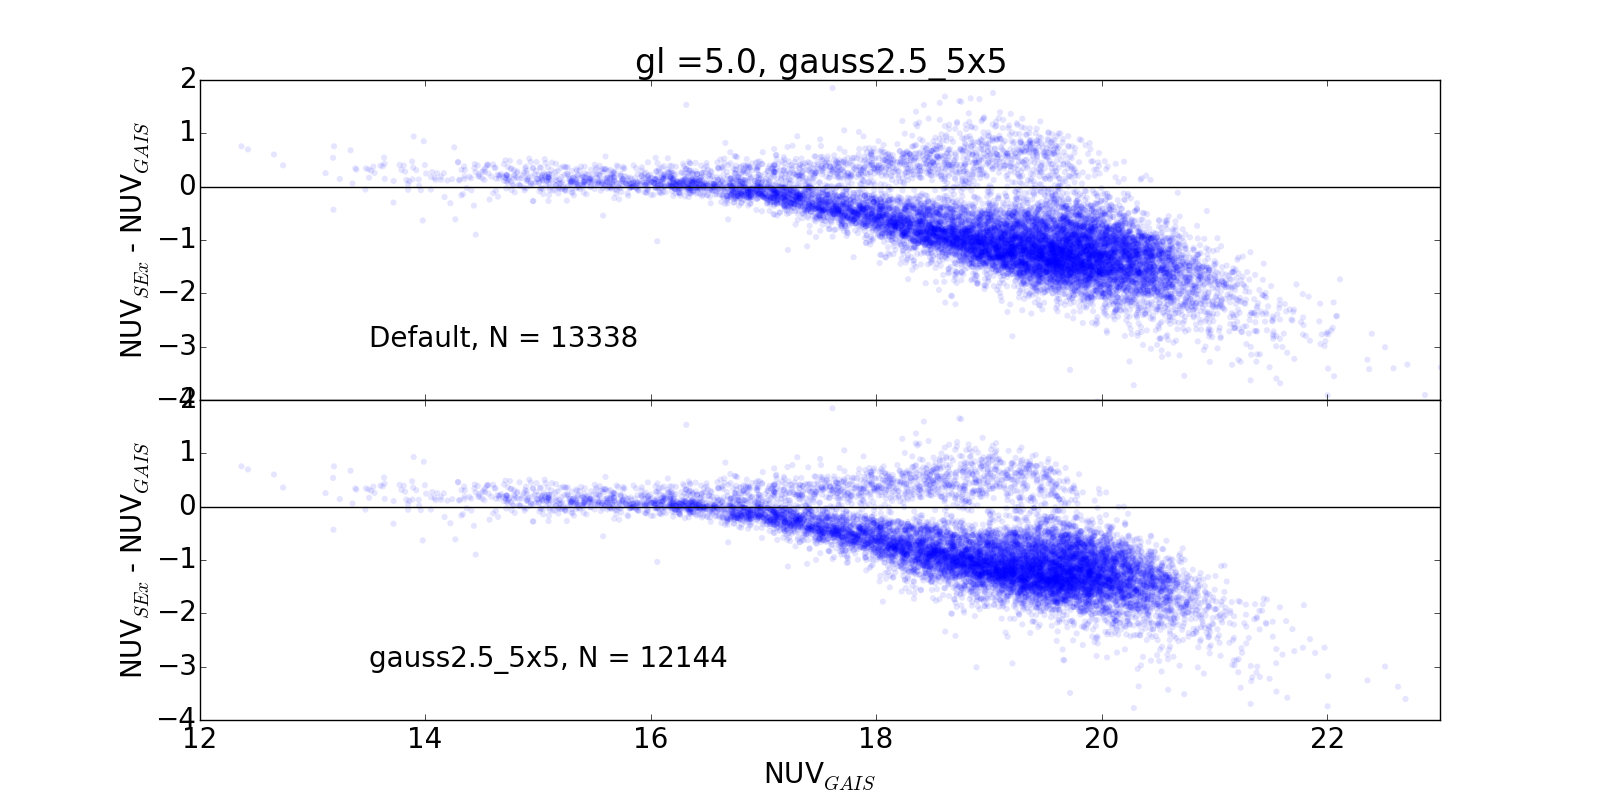 gl =5.0, gauss2.5_5x5
2
1
0
−1
−2
−3
−4
NUV_SEx - NUV_GAIS
Default, N = 13338
2
1
0
−1
−2
−3
−4
NUV_SEx - NUV_GAIS
gauss2.5_5x5, N = 12144
12 14 16 18 20 22
NUV_GAIS